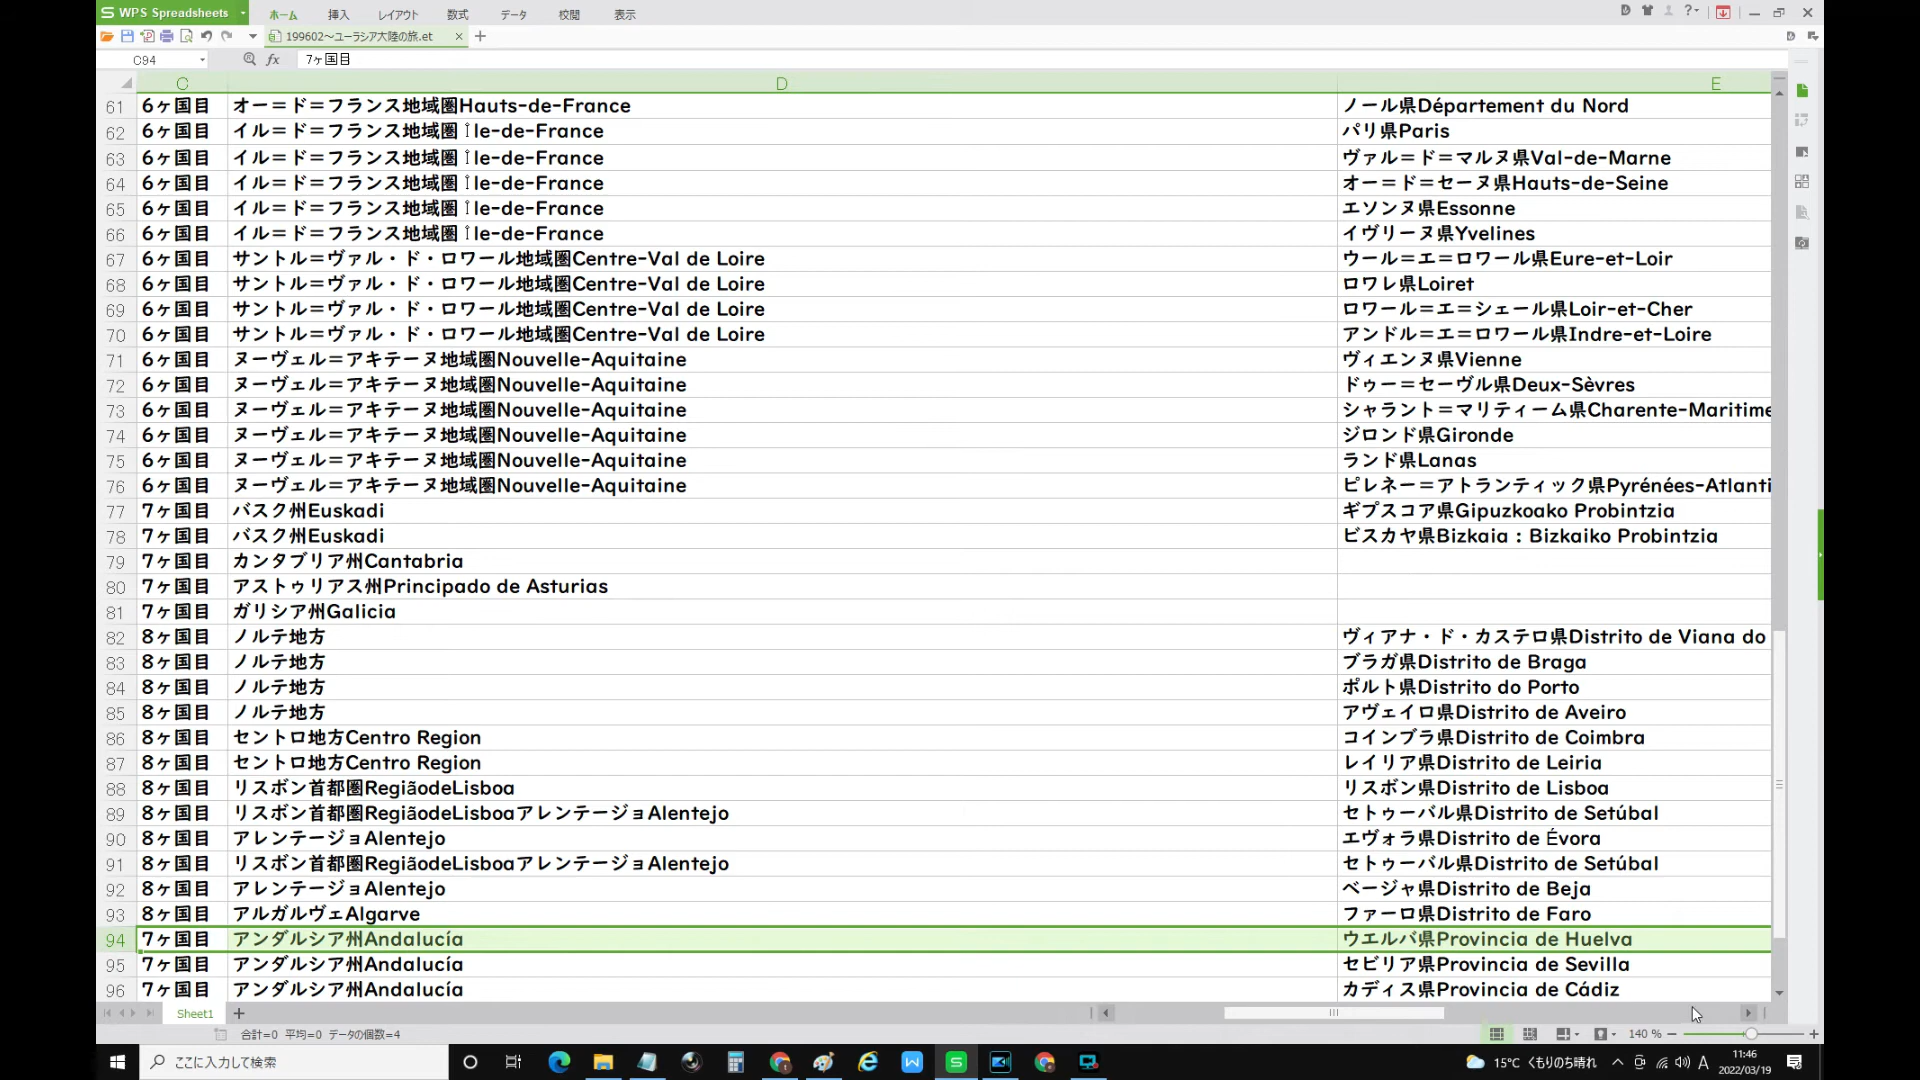 WPS Spreadsheets ホーム 挿入 レイアウト 数式 データ 校閲 表示
199602～ユーラシア大陸の旅.et
C94 fx 7ヶ国目
C D E
61 6ヶ国目 オー＝ド＝フランス地域圏Hauts-de-France ノール県Département du Nord
62 6ヶ国目 イル＝ド＝フランス地域圏Île-de-France パリ県Paris
63 6ヶ国目 イル＝ド＝フランス地域圏Île-de-France ヴァル＝ド＝マルヌ県Val-de-Marne
64 6ヶ国目 イル＝ド＝フランス地域圏Île-de-France オー＝ド＝セーヌ県Hauts-de-Seine
65 6ヶ国目 イル＝ド＝フランス地域圏Île-de-France エソンヌ県Essonne
66 6ヶ国目 イル＝ド＝フランス地域圏Île-de-France イヴリーヌ県Yvelines
67 6ヶ国目 サントル＝ヴァル・ド・ロワール地域圏Centre-Val de Loire ウール＝エ＝ロワール県Eure-et-Loir
68 6ヶ国目 サントル＝ヴァル・ド・ロワール地域圏Centre-Val de Loire ロワレ県Loiret
69 6ヶ国目 サントル＝ヴァル・ド・ロワール地域圏Centre-Val de Loire ロワール＝エ＝シェール県Loir-et-Cher
70 6ヶ国目 サントル＝ヴァル・ド・ロワール地域圏Centre-Val de Loire アンドル＝エ＝ロワール県Indre-et-Loire
71 6ヶ国目 ヌーヴェル＝アキテーヌ地域圏Nouvelle-Aquitaine ヴィエンヌ県Vienne
72 6ヶ国目 ヌーヴェル＝アキテーヌ地域圏Nouvelle-Aquitaine ドゥー＝セーヴル県Deux-Sèvres
73 6ヶ国目 ヌーヴェル＝アキテーヌ地域圏Nouvelle-Aquitaine シャラント＝マリティーム県Charente-Maritime
74 6ヶ国目 ヌーヴェル＝アキテーヌ地域圏Nouvelle-Aquitaine ジロンド県Gironde
75 6ヶ国目 ヌーヴェル＝アキテーヌ地域圏Nouvelle-Aquitaine ランド県Lanas
76 6ヶ国目 ヌーヴェル＝アキテーヌ地域圏Nouvelle-Aquitaine ピレネー＝アトランティック県Pyrénées-Atlanti
77 7ヶ国目 バスク州Euskadi ギプスコア県Gipuzkoako Probintzia
78 7ヶ国目 バスク州Euskadi ビスカヤ県Bizkaia : Bizkaiko Probintzia
79 7ヶ国目 カンタブリア州Cantabria
80 7ヶ国目 アストゥリアス州Principado de Asturias
81 7ヶ国目 ガリシア州Galicia
82 8ヶ国目 ノルテ地方 ヴィアナ・ド・カステロ県Distrito de Viana do
83 8ヶ国目 ノルテ地方 ブラガ県Distrito de Braga
84 8ヶ国目 ノルテ地方 ポルト県Distrito do Porto
85 8ヶ国目 ノルテ地方 アヴェイロ県Distrito de Aveiro
86 8ヶ国目 セントロ地方Centro Region コインブラ県Distrito de Coimbra
87 8ヶ国目 セントロ地方Centro Region レイリア県Distrito de Leiria
88 8ヶ国目 リスボン首都圏RegiãodeLisboa リスボン県Distrito de Lisboa
89 8ヶ国目 リスボン首都圏RegiãodeLisboaアレンテージョAlentejo セトゥーバル県Distrito de Setúbal
90 8ヶ国目 アレンテージョAlentejo エヴォラ県Distrito de Évora
91 8ヶ国目 リスボン首都圏RegiãodeLisboaアレンテージョAlentejo セトゥーバル県Distrito de Setúbal
92 8ヶ国目 アレンテージョAlentejo ベージャ県Distrito de Beja
93 8ヶ国目 アルガルヴェAlgarve ファーロ県Distrito de Faro
94 7ヶ国目 アンダルシア州Andalucía ウエルバ県Provincia de Huelva
95 7ヶ国目 アンダルシア州Andalucía セビリア県Provincia de Sevilla
96 7ヶ国目 アンダルシア州Andalucía カディス県Provincia de Cádiz
Sheet1
合計=0 平均=0 データの個数=4 140 %
ここに入力して検索 15°C くもりのち晴れ A 11:46
2022/03/19